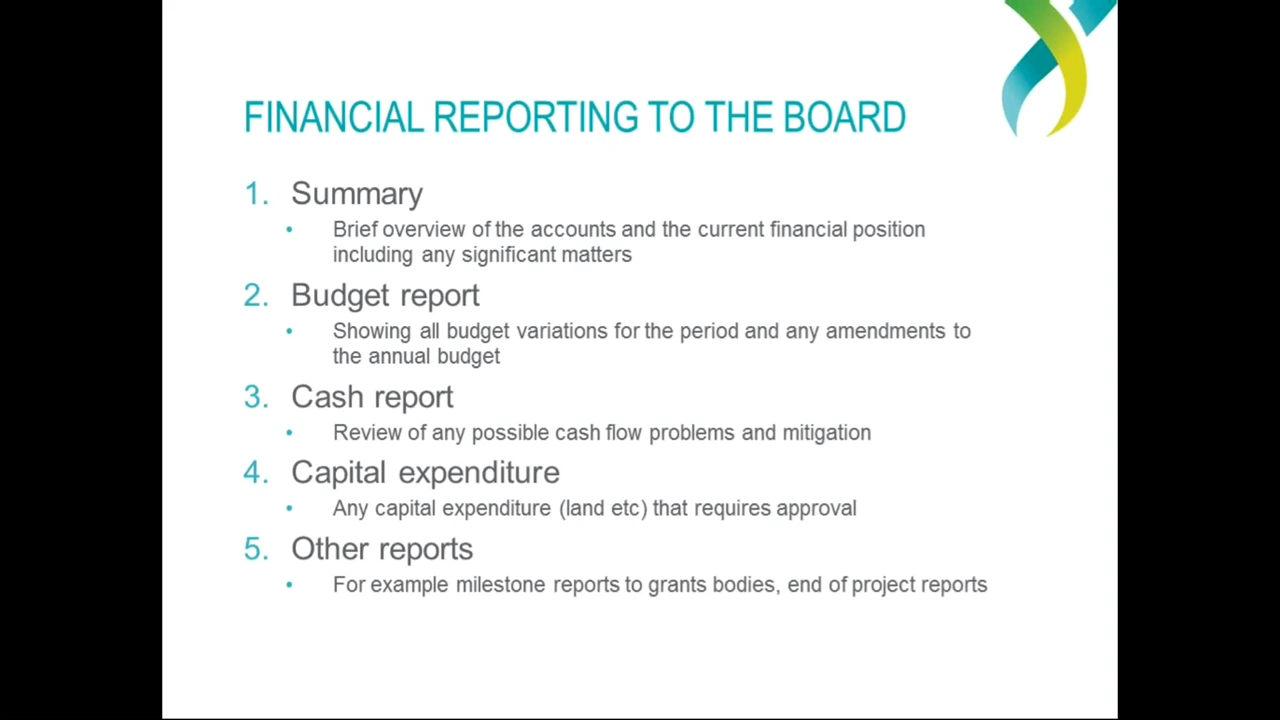 FINANCIAL REPORTING TO THE BOARD
1. Summary
• Brief overview of the accounts and the current financial position
including any significant matters
2. Budget report
• Showing all budget variations for the period and any amendments to
the annual budget
3. Cash report
• Review of any possible cash flow problems and mitigation
4. Capital expenditure
• Any capital expenditure (land etc) that requires approval
5. Other reports
• For example milestone reports to grants bodies, end of project reports